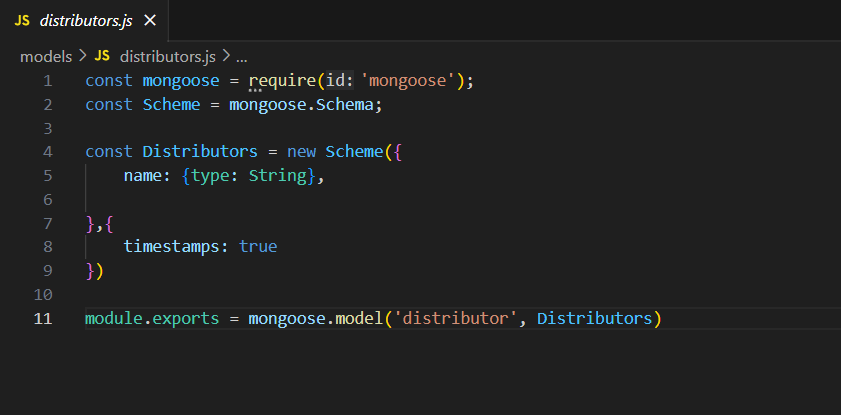 JS distributors.js ×
models > JS distributors.js > ...
1 const mongoose = require(id: 'mongoose');
2 const Scheme = mongoose.Schema;
3
4 const Distributors = new Scheme({
5     name: {type: String},
6
7 },{
8     timestamps: true
9 })
10
11 module.exports = mongoose.model('distributor', Distributors)